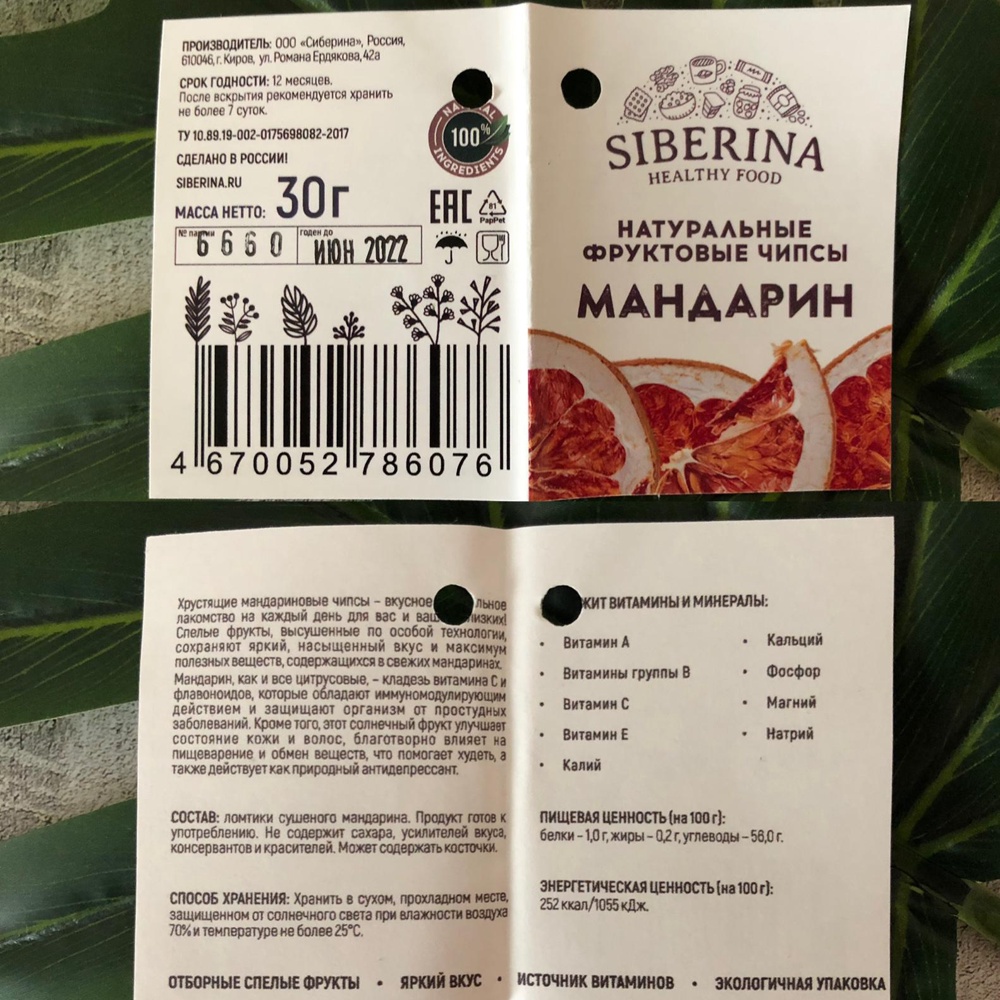 ПРОИЗВОДИТЕЛЬ: ООО «Сиберина», Россия,
610046, г. Киров, ул. Романа Ердякова, 42а
СРОК ГОДНОСТИ: 12 месяцев.
После вскрытия рекомендуется хранить
не более 7 суток.
ТУ 10.89.19-002-0175698082-2017
СДЕЛАНО В РОССИИ!
SIBERINA.RU
МАССА НЕТТО: 30г
NATURAL
100%
INGREDIENTS
EAC
81
PapPet
№ партии
6660
годен до
ИЮН 2022
4 670052 786076
SIBERINA
HEALTHY FOOD
НАТУРАЛЬНЫЕ
ФРУКТОВЫЕ ЧИПСЫ
МАНДАРИН
Хрустящие мандариновые чипсы – вкусное льное
лакомство на каждый день для вас и ваш лизких!
Спелые фрукты, высушенные по особой технологии,
сохраняют яркий, насыщенный вкус и максимум
полезных веществ, содержащихся в свежих мандаринах.
Мандарин, как и все цитрусовые, – кладезь витамина С и
флавоноидов, которые обладают иммуномодулирующим
действием и защищают организм от простудных
заболеваний. Кроме того, этот солнечный фрукт улучшает
состояние кожи и волос, благотворно влияет на
пищеварение и обмен веществ, что помогает худеть, а
также действует как природный антидепрессант.
СОСТАВ: ломтики сушеного мандарина. Продукт готов к
употреблению. Не содержит сахара, усилителей вкуса,
консервантов и красителей. Может содержать косточки.
СПОСОБ ХРАНЕНИЯ: Хранить в сухом, прохладном месте,
защищенном от солнечного света при влажности воздуха
70% и температуре не более 25°С.
ЖИТ ВИТАМИНЫ И МИНЕРАЛЫ:
• Витамин А
• Витамины группы В
• Витамин С
• Витамин Е
• Калий
• Кальций
• Фосфор
• Магний
• Натрий
ПИЩЕВАЯ ЦЕННОСТЬ (на 100 г):
белки – 1,0 г, жиры – 0,2 г, углеводы – 56,0 г.
ЭНЕРГЕТИЧЕСКАЯ ЦЕННОСТЬ (на 100 г):
252 ккал/1055 кДж.
ОТБОРНЫЕ СПЕЛЫЕ ФРУКТЫ • ЯРКИЙ ВКУС • ИСТОЧНИК ВИТАМИНОВ • ЭКОЛОГИЧНАЯ УПАКОВКА